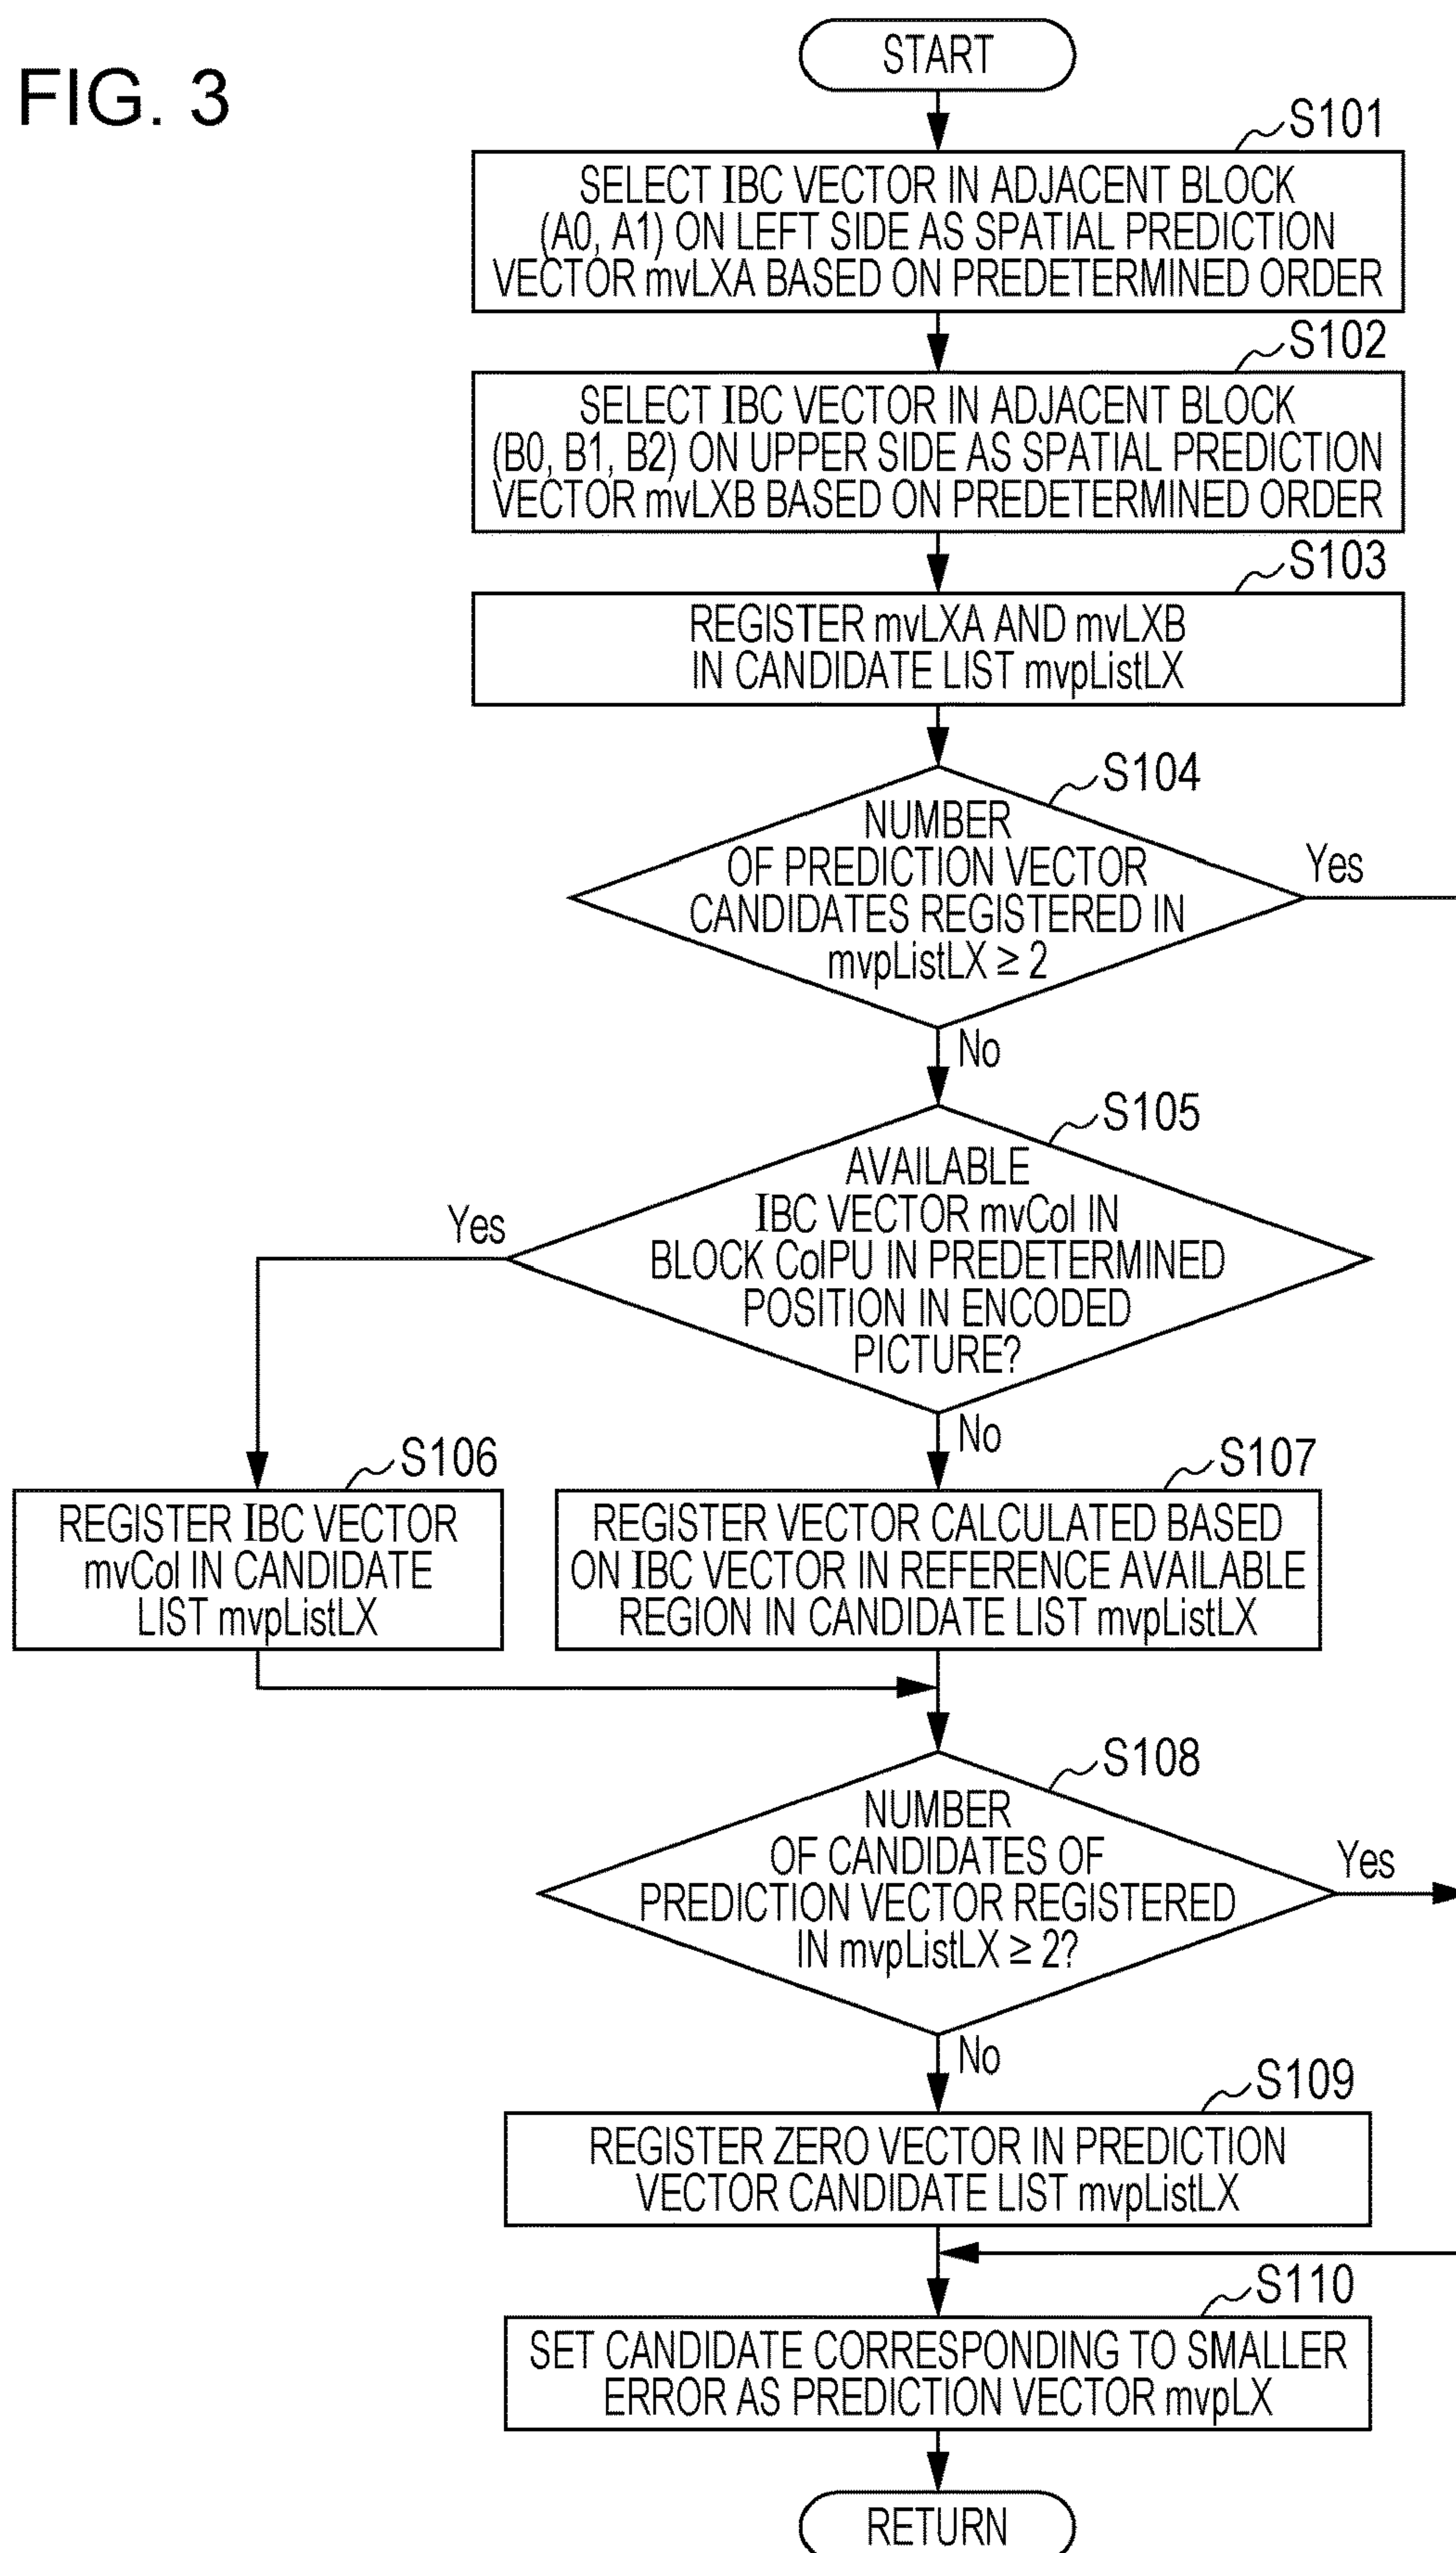 FIG. 3
START
S101
SELECT IBC VECTOR IN ADJACENT BLOCK
(A0, A1) ON LEFT SIDE AS SPATIAL PREDICTION
VECTOR mvLXA BASED ON PREDETERMINED ORDER
S102
SELECT IBC VECTOR IN ADJACENT BLOCK
(B0, B1, B2) ON UPPER SIDE AS SPATIAL PREDICTION
VECTOR mvLXB BASED ON PREDETERMINED ORDER
S103
REGISTER mvLXA AND mvLXB
IN CANDIDATE LIST mvpListLX
S104
NUMBER
OF PREDICTION VECTOR
CANDIDATES REGISTERED IN
mvpListLX ≥ 2
Yes
No
S105
AVAILABLE
IBC VECTOR mvCol IN
BLOCK ColPU IN PREDETERMINED
POSITION IN ENCODED
PICTURE?
Yes
No
S106
REGISTER IBC VECTOR
mvCol IN CANDIDATE
LIST mvpListLX
S107
REGISTER VECTOR CALCULATED BASED
ON IBC VECTOR IN REFERENCE AVAILABLE
REGION IN CANDIDATE LIST mvpListLX
S108
NUMBER
OF CANDIDATES OF
PREDICTION VECTOR REGISTERED
IN mvpListLX ≥ 2?
Yes
No
S109
REGISTER ZERO VECTOR IN PREDICTION
VECTOR CANDIDATE LIST mvpListLX
S110
SET CANDIDATE CORRESPONDING TO SMALLER
ERROR AS PREDICTION VECTOR mvpLX
RETURN